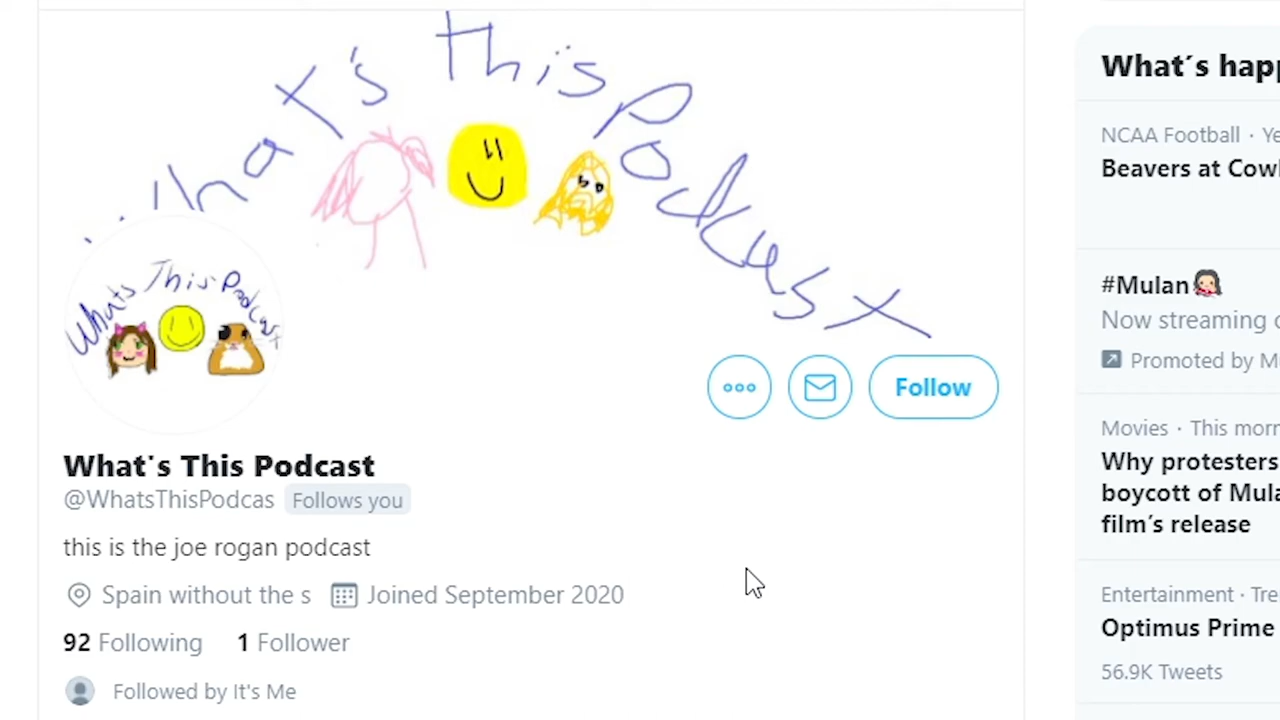 What's this podcast
Whats This Podcast
Follow
What's This Podcast
@WhatsThisPodcas Follows you
this is the joe rogan podcast
Spain without the s Joined September 2020
92 Following 1 Follower
Followed by It's Me
What's happ
NCAA Football · Ye
Beavers at Cow
#Mulan
Now streaming
Promoted by M
Movies · This morn
Why protesters
boycott of Mula
film's release
Entertainment · Tre
Optimus Prime
56.9K Tweets